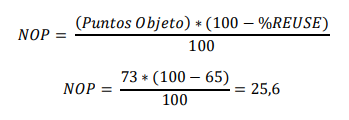 NOP = (Puntos Objeto) * (100 − %REUSE) / 100
NOP = 73 * (100 − 65) / 100 = 25,6